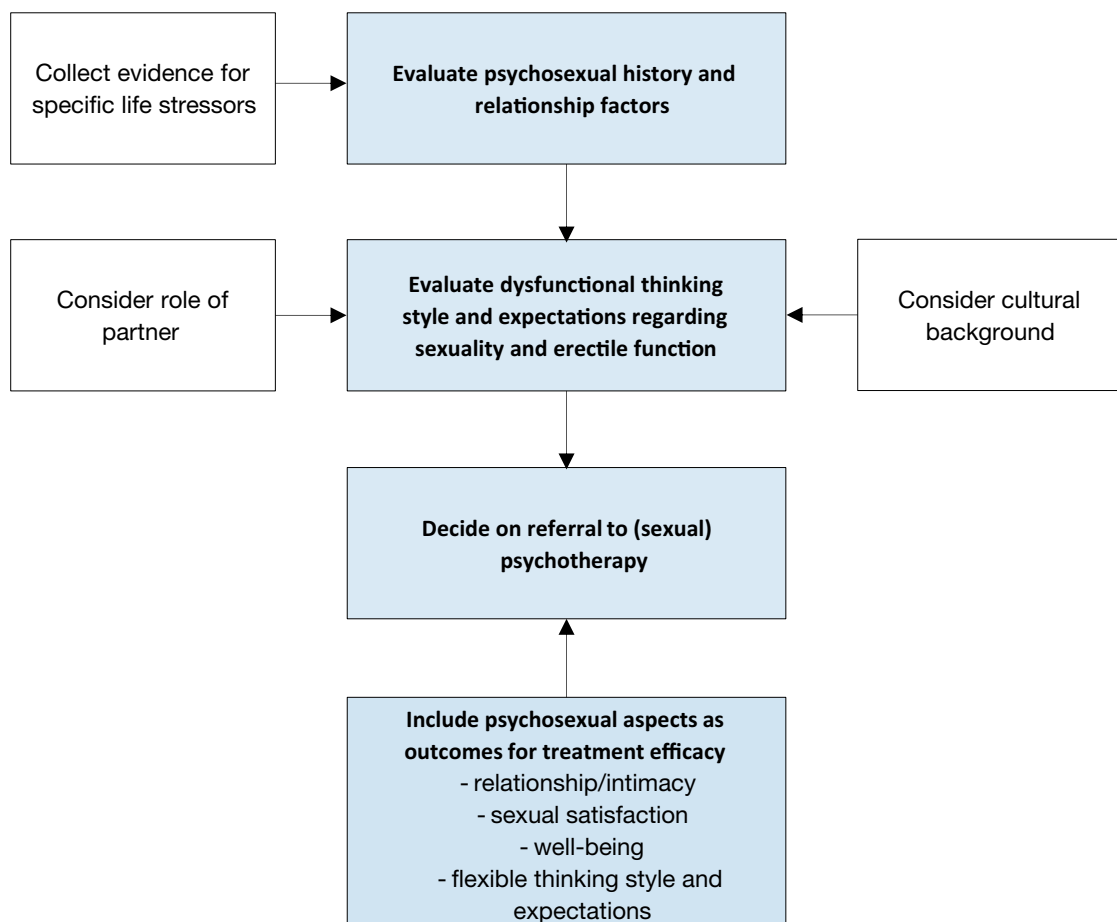 Collect evidence for
specific life stressors
Evaluate psychosexual history and
relationship factors
Consider role of
partner
Evaluate dysfunctional thinking
style and expectations regarding
sexuality and erectile function
Consider cultural
background
Decide on referral to (sexual)
psychotherapy
Include psychosexual aspects as
outcomes for treatment efficacy
- relationship/intimacy
- sexual satisfaction
- well-being
- flexible thinking style and
expectations